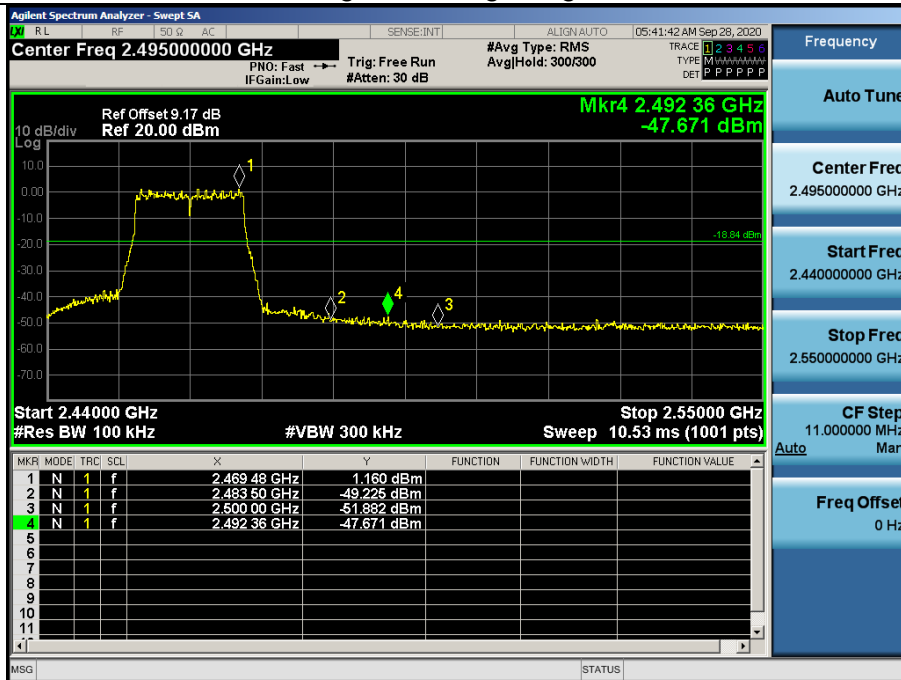 Agilent Spectrum Analyzer - Swept SA
LXI RL RF 50 Ω AC SENSE:INT ALIGN AUTO 05:41:42 AM Sep 28, 2020
Center Freq 2.495000000 GHz #Avg Type: RMS TRACE 1 2 3 4 5 6
PNO: Fast Trig: Free Run Avg|Hold: 300/300 TYPE M WWWWW
IFGain:Low #Atten: 30 dB DET P P P P P P
Ref Offset 9.17 dB Mkr4 2.492 36 GHz
10 dB/div Ref 20.00 dBm -47.671 dBm
Log
10.0
1
0.00
-10.0
-18.84 dBm
-20.0
-30.0
-40.0
2 4 3
-50.0
-60.0
-70.0
Start 2.44000 GHz Stop 2.55000 GHz
#Res BW 100 kHz #VBW 300 kHz Sweep 10.53 ms (1001 pts)
MKR MODE TRC SCL X Y FUNCTION FUNCTION WIDTH FUNCTION VALUE
1 N 1 f 2.469 48 GHz 1.160 dBm
2 N 1 f 2.483 50 GHz -49.225 dBm
3 N 1 f 2.500 00 GHz -51.882 dBm
4 N 1 f 2.492 36 GHz -47.671 dBm
5
6
7
8
9
10
11
MSG STATUS
Frequency
Auto Tune
Center Freq
2.495000000 GHz
Start Freq
2.440000000 GHz
Stop Freq
2.550000000 GHz
CF Step
11.000000 MHz
Auto Man
Freq Offset
0 Hz